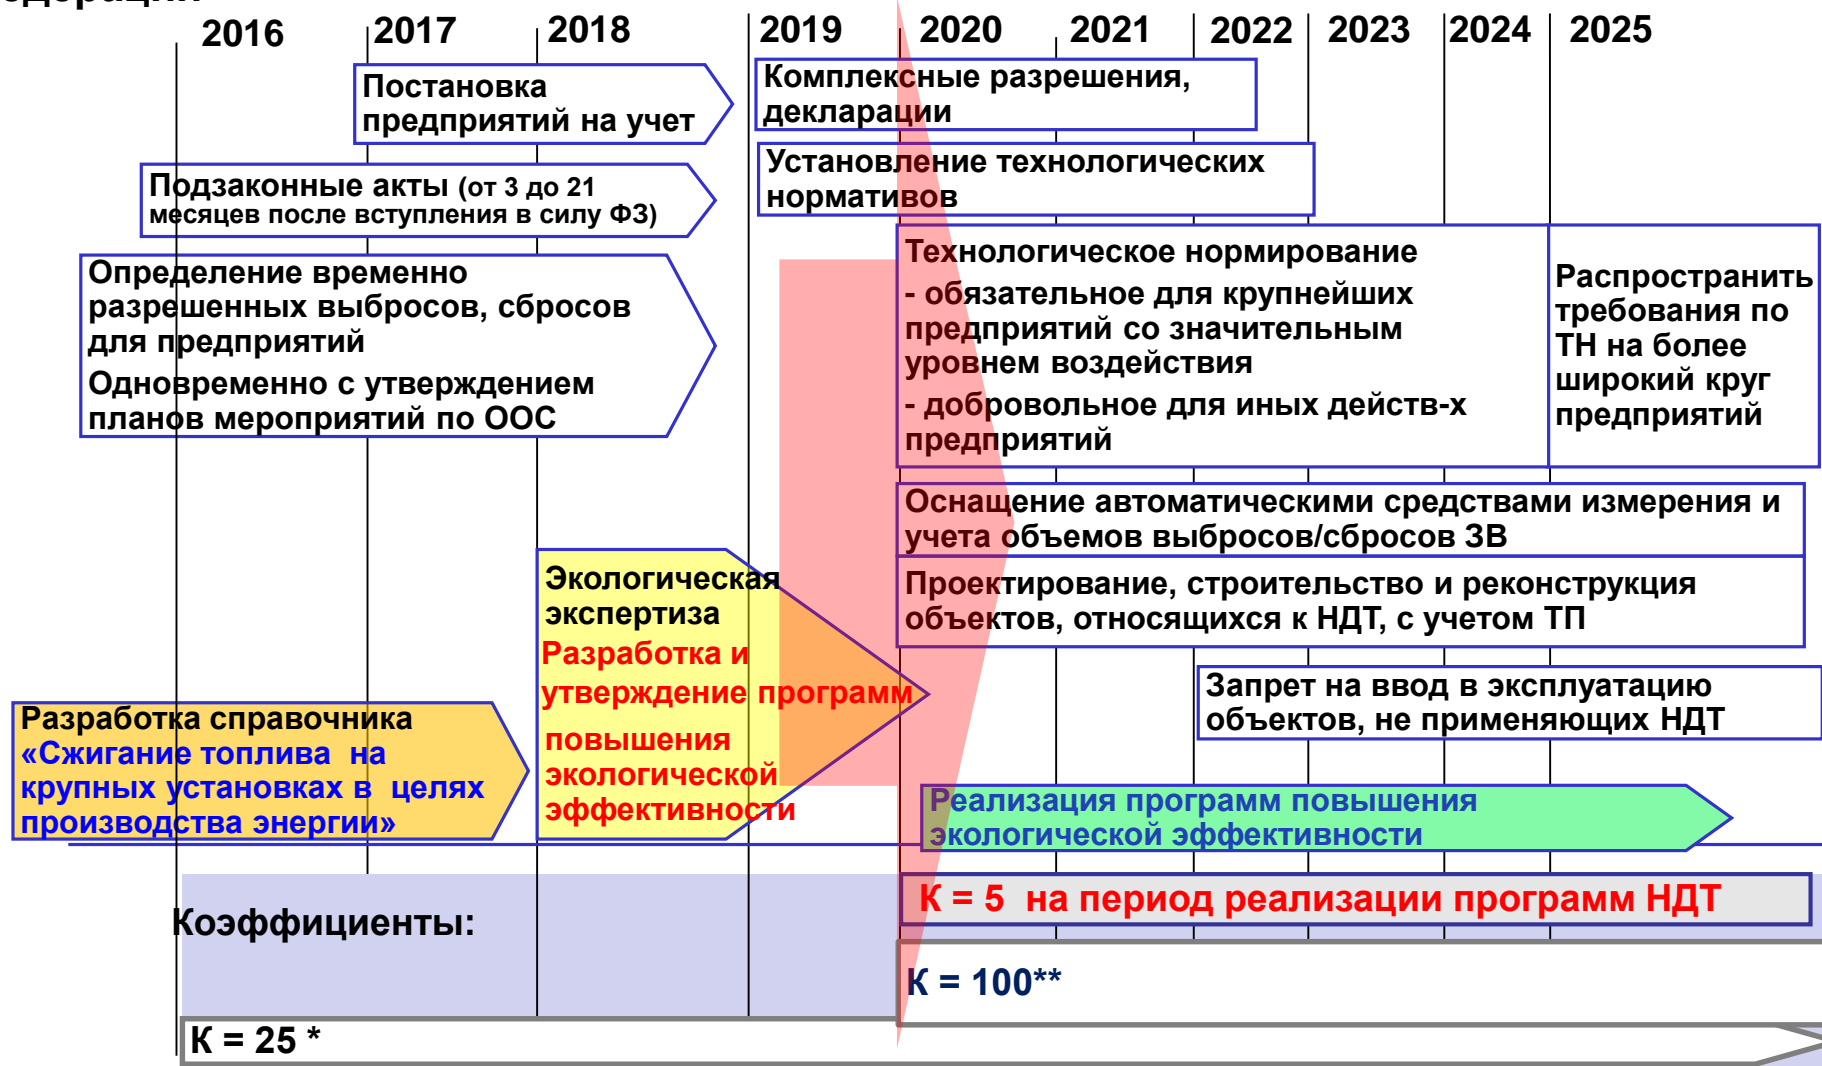 2016 2017 2018 2019 2020 2021 2022 2023 2024 2025
Постановка
предприятий на учет
Комплексные разрешения,
декларации
Подзаконные акты (от 3 до 21
месяцев после вступления в силу ФЗ)
Установление технологических
нормативов
Определение временно
разрешенных выбросов, сбросов
для предприятий
Одновременно с утверждением
планов мероприятий по ООС
Технологическое нормирование
- обязательное для крупнейших
предприятий со значительным
уровнем воздействия
- добровольное для иных действ-х
предприятий
Распространить
требования по
ТН на более
широкий круг
предприятий
Оснащение автоматическими средствами измерения и
учета объемов выбросов/сбросов ЗВ
Проектирование, строительство и реконструкция
объектов, относящихся к НДТ, с учетом ТП
Экологическая
экспертиза
Разработка и
утверждение программ
повышения
экологической
эффективности
Запрет на ввод в эксплуатацию
объектов, не применяющих НДТ
Разработка справочника
«Сжигание топлива на
крупных установках в целях
производства энергии»
Реализация программ повышения
экологической эффективности
Коэффициенты:
К = 5 на период реализации программ НДТ
К = 100**
К = 25 *